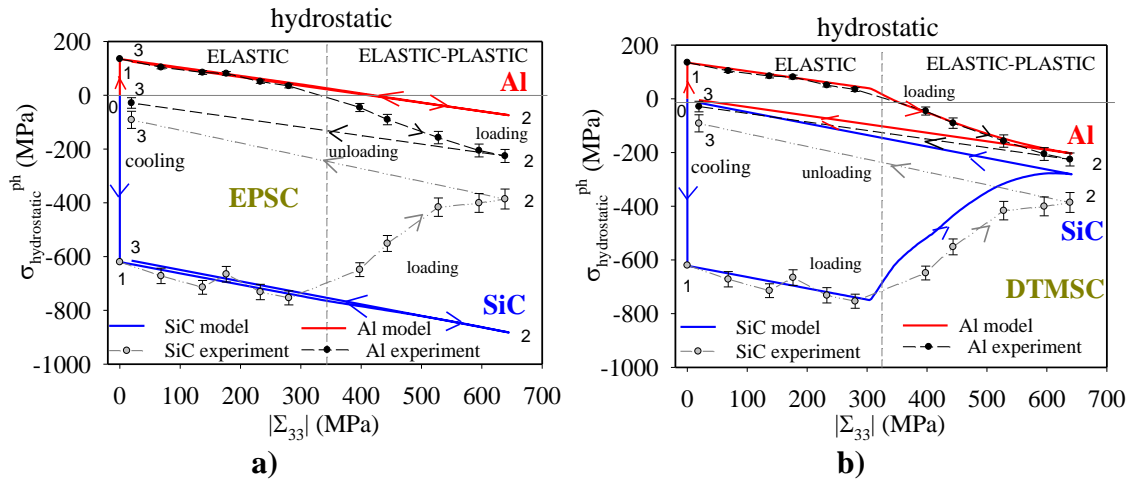 hydrostatic
200
0
-200
-400
-600
-800
-1000
σ_hydrostatic^ph (MPa)
ELASTIC
ELASTIC-PLASTIC
3
1
Al
0
3
cooling
2
loading
unloading
2
EPSC
2
loading
3
1
SiC
2
SiC model
Al model
SiC experiment
Al experiment
0 100 200 300 400 500 600 700
|Σ33| (MPa)
a)
hydrostatic
200
0
-200
-400
-600
-800
-1000
σ_hydrostatic^ph (MPa)
ELASTIC
ELASTIC-PLASTIC
1
loading
Al
0
3
3
cooling
2
unloading
2
SiC
loading
1
DTMSC
SiC model
Al model
SiC experiment
Al experiment
0 100 200 300 400 500 600 700
|Σ33| (MPa)
b)